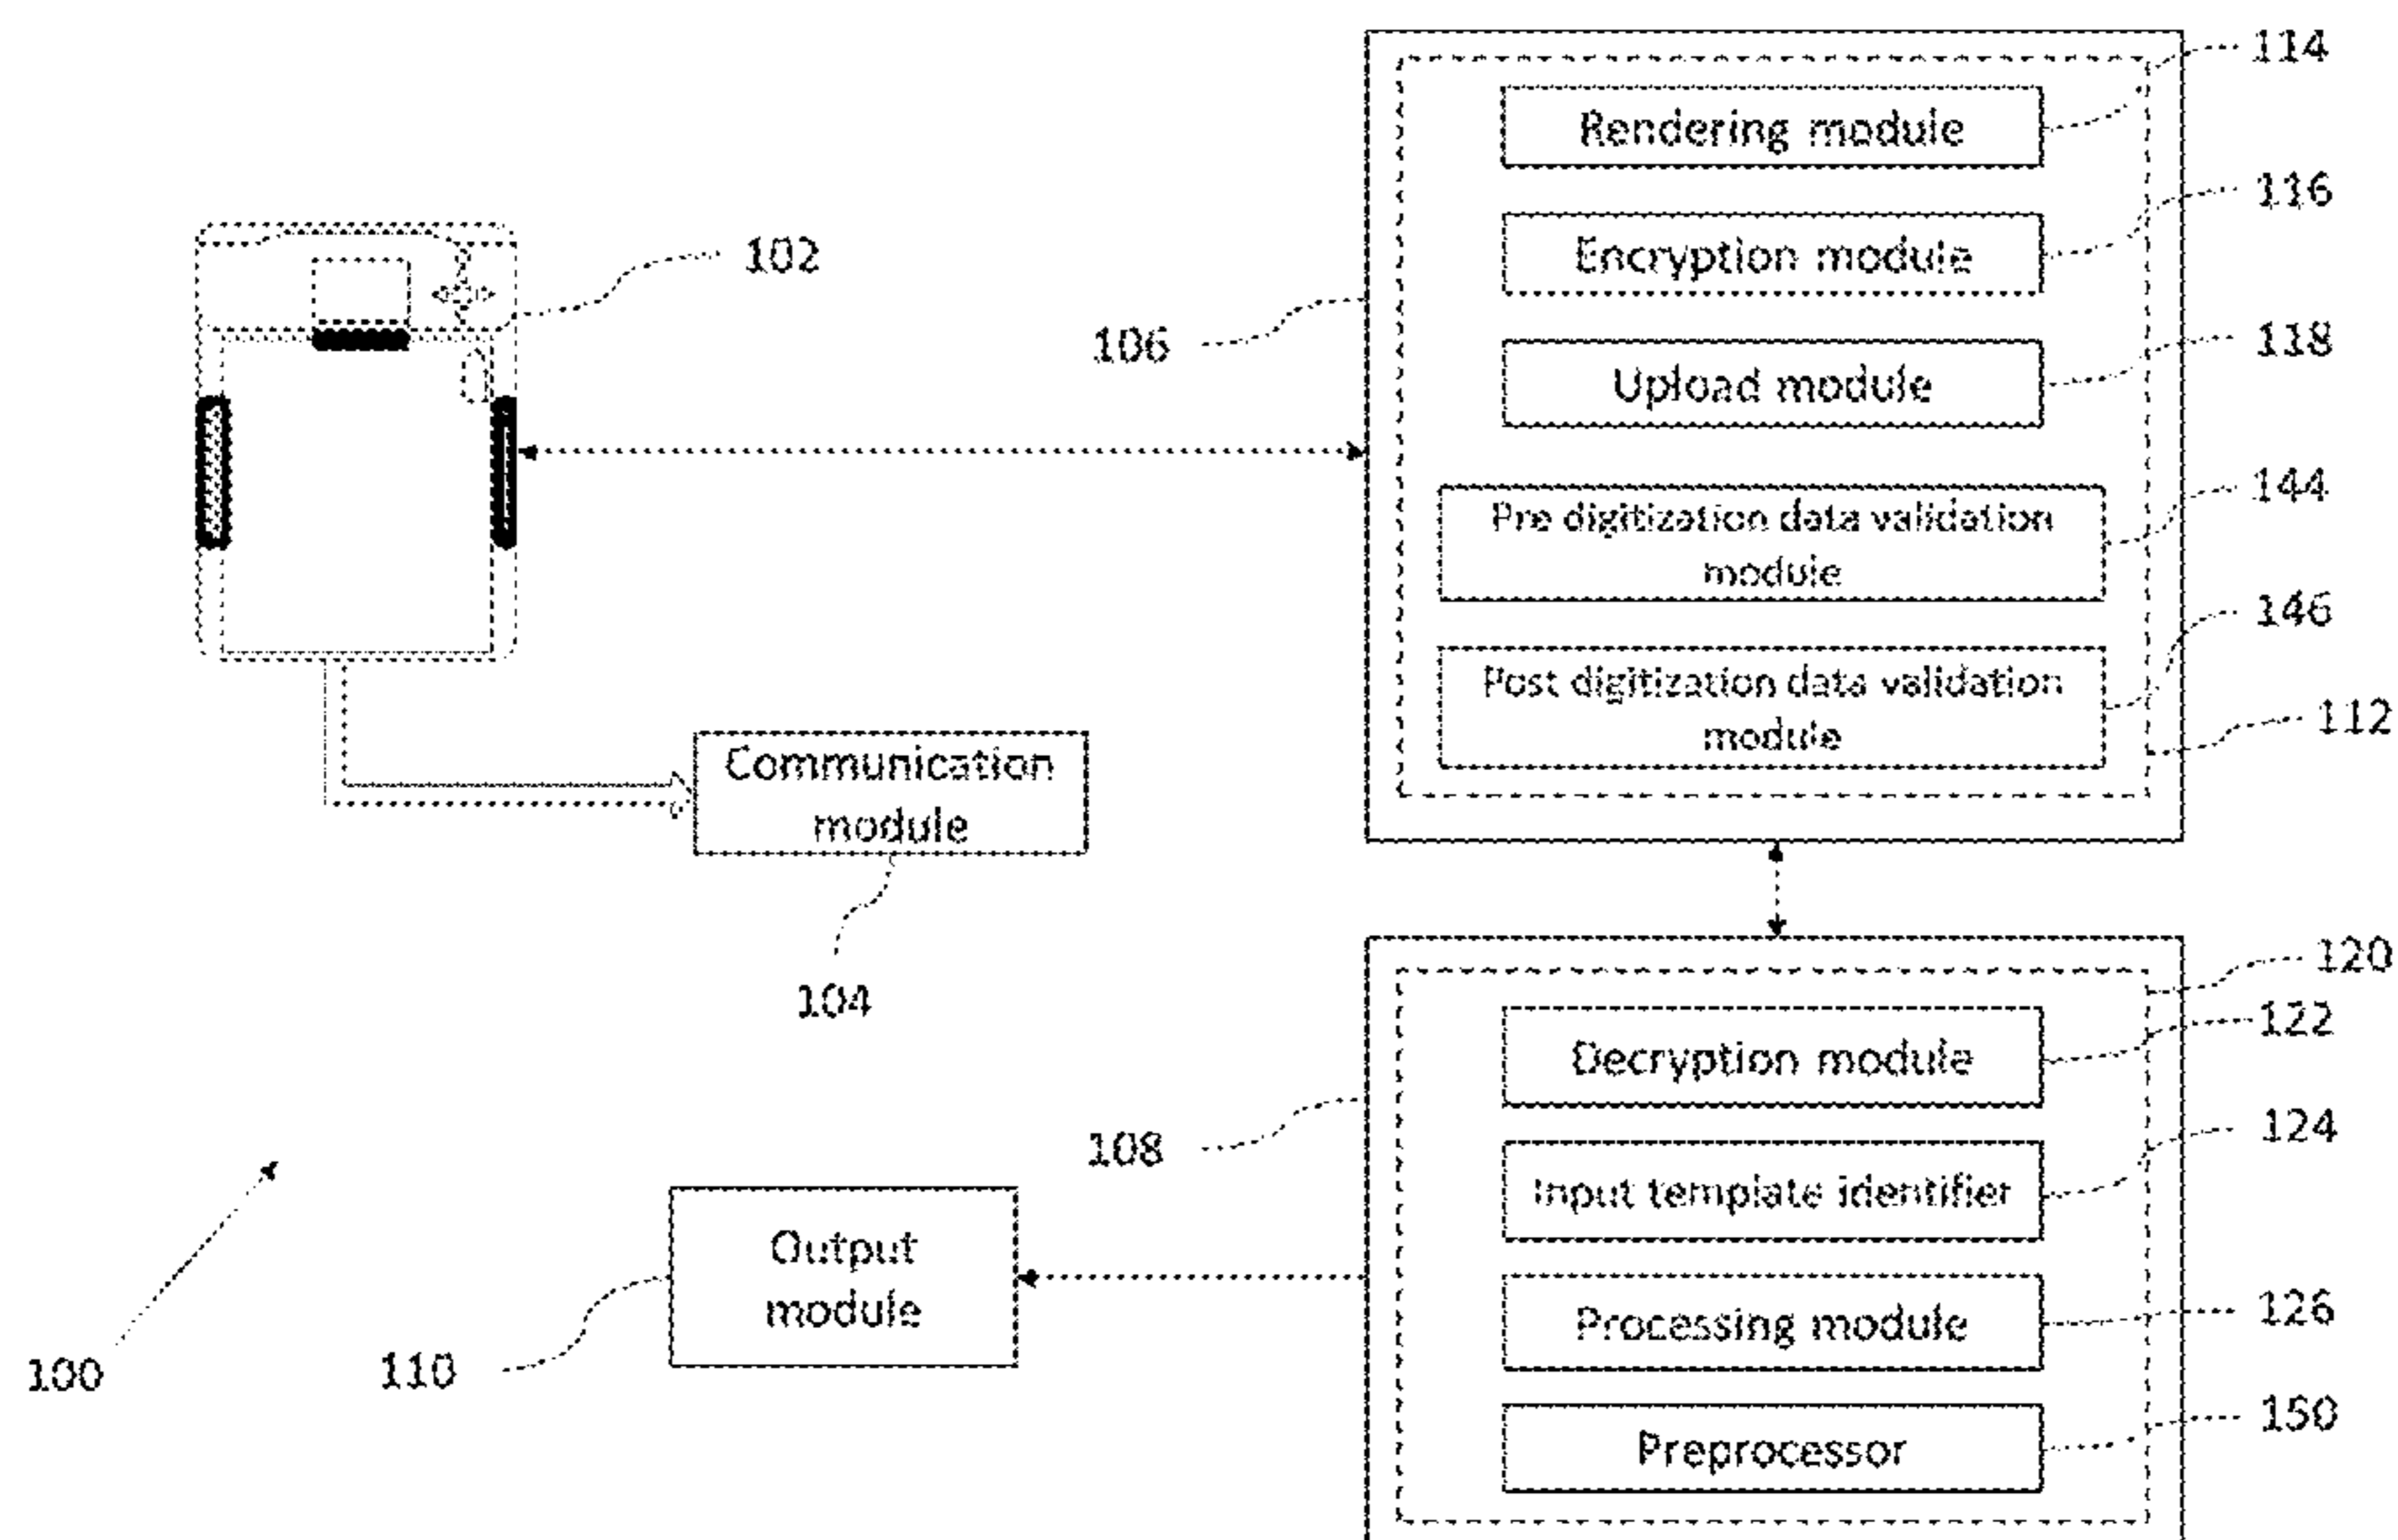 114
Rendering module
116
Encryption module
102
118
106
Upload module
144
Pre digitization data validation
module
146
Post digitization data validation
module
112
Communication
module
104
120
122
Decryption module
124
108
Input template identifier
Output
module
126
Processing module
110
100
150
Preprocessor